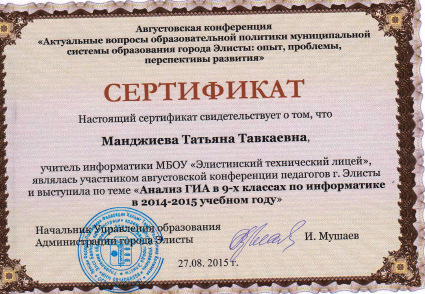 Августовская конференция
«Актуальные вопросы образовательной политики муниципальной
системы образования города Элисты: опыт, проблемы,
перспективы развития»
СЕРТИФИКАТ
Настоящий сертификат свидетельствует о том, что
Манджиева Татьяна Тавкаевна,
учитель информатики МБОУ «Элистинский технический лицей»,
являлась участником августовской конференции педагогов г. Элисты
и выступила по теме «Анализ ГИА в 9-х классах по информатике
в 2014-2015 учебном году»
Начальник Управления образования
Администрации города Элисты И. Мушаев
27.08. 2015 г.